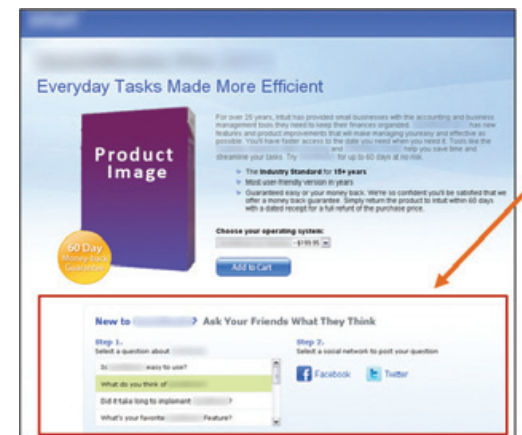 Everyday Tasks Made More Efficient
For over 25 years, Intuit has provided small businesses with the accounting and business
management tools they need to keep their finances organized. has new
features and product improvements that will make managing your easy and effective as
possible. You'll have faster access to the data you need when you need it. Tools like the
and help you save time and
streamline your tasks. Try for up to 60 days at no risk.
The Industry Standard for 15+ years
Most user-friendly version in years
Guaranteed easy or your money back. We're so confident you'll be satisfied that we
offer a money back guarantee. Simply return the product to Intuit within 60 days
with a dated receipt for a full refund of the purchase price.
Product
Image
60 Day
Money-back
Guarantee
Choose your operating system:
- $199.95
Add to Cart
New to ? Ask Your Friends What They Think
Step 1.
Select a question about
Is easy to use?
What do you think of
Did it take long to implement ?
What's your favorite Feature?
Step 2.
Select a social network to post your question
Facebook
Twitter